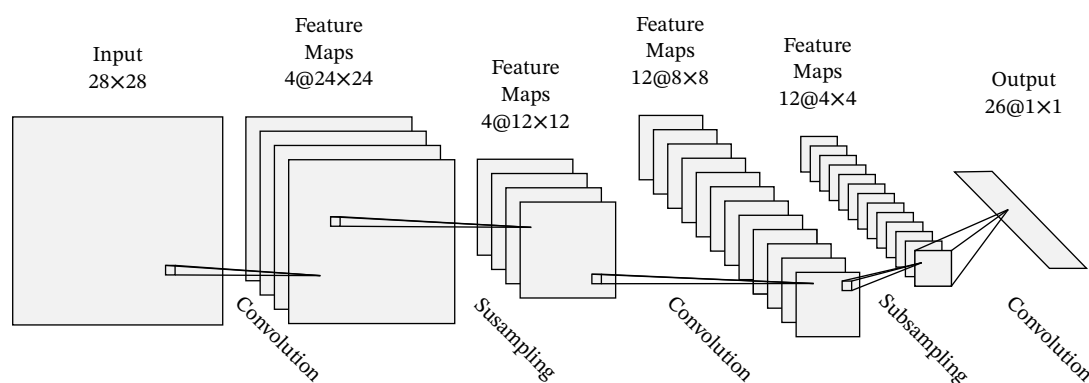 Input
28×28
Feature
Maps
4@24×24
Feature
Maps
4@12×12
Feature
Maps
12@8×8
Feature
Maps
12@4×4
Output
26@1×1
Convolution
Susampling
Convolution
Subsampling
Convolution